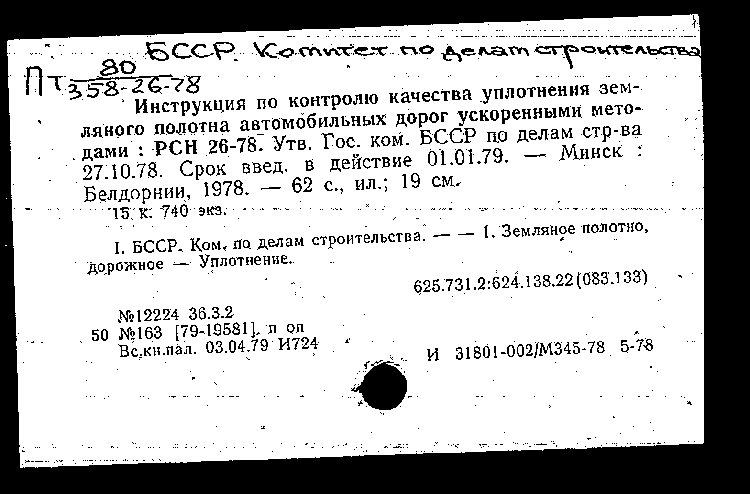 БССР. Комитет по делам строительства
Пт 80
358-26-78
Инструкция по контролю качества уплотнения зем-
ляного полотна автомобильных дорог ускоренными мето-
дами : РСН 26-78. Утв. Гос. ком. БССР по делам стр-ва
27.10.78. Срок введ. в действие 01.01.79. — Минск :
Белдорнии, 1978. — 62 с., ил.; 19 см.
15 к. 740 экз.
I. БССР. Ком. по делам строительства. — — 1. Земляное полотно,
дорожное — Уплотнение.
625.731.2:624.138.22(083.133)
№12224 36.3.2
50 №163 [79-19581]. п оп
Вс.кн.пал. 03.04.79 И724
И 31801-002/М345-78 5-78